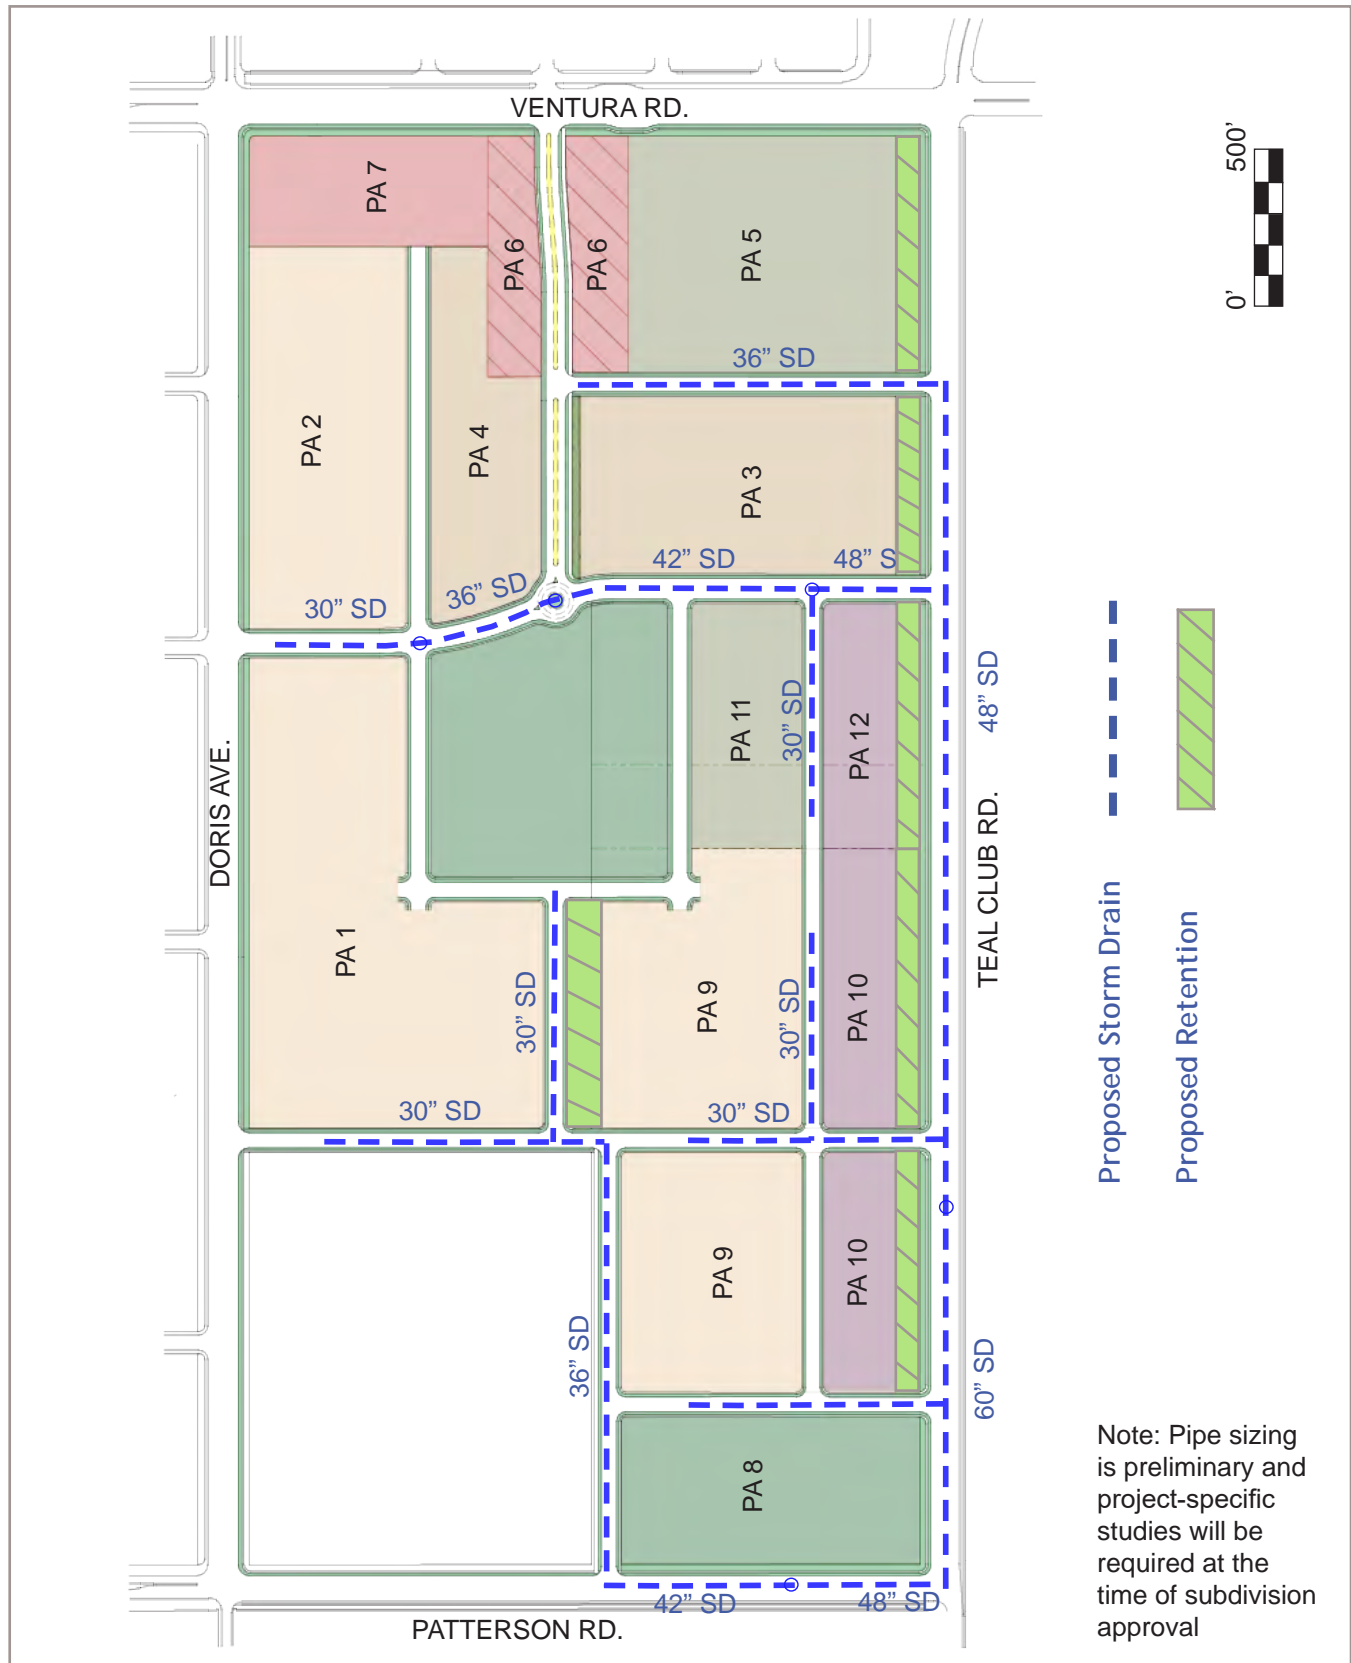 VENTURA RD.
500’
0’
PA 7
PA 6
PA 6
PA 5
36” SD
PA 2
PA 4
PA 3
42” SD
48” S
36” SD
30” SD
48” SD
30” SD
PA 11
PA 12
DORIS AVE.
TEAL CLUB RD.
PA 1
30” SD
PA 9
30” SD
PA 10
30” SD
30” SD
Proposed Storm Drain
Proposed Retention
PA 9
PA 10
36” SD
60” SD
PA 8
42” SD
48” SD
PATTERSON RD.
Note: Pipe sizing
is preliminary and
project-specific
studies will be
required at the
time of subdivision
approval